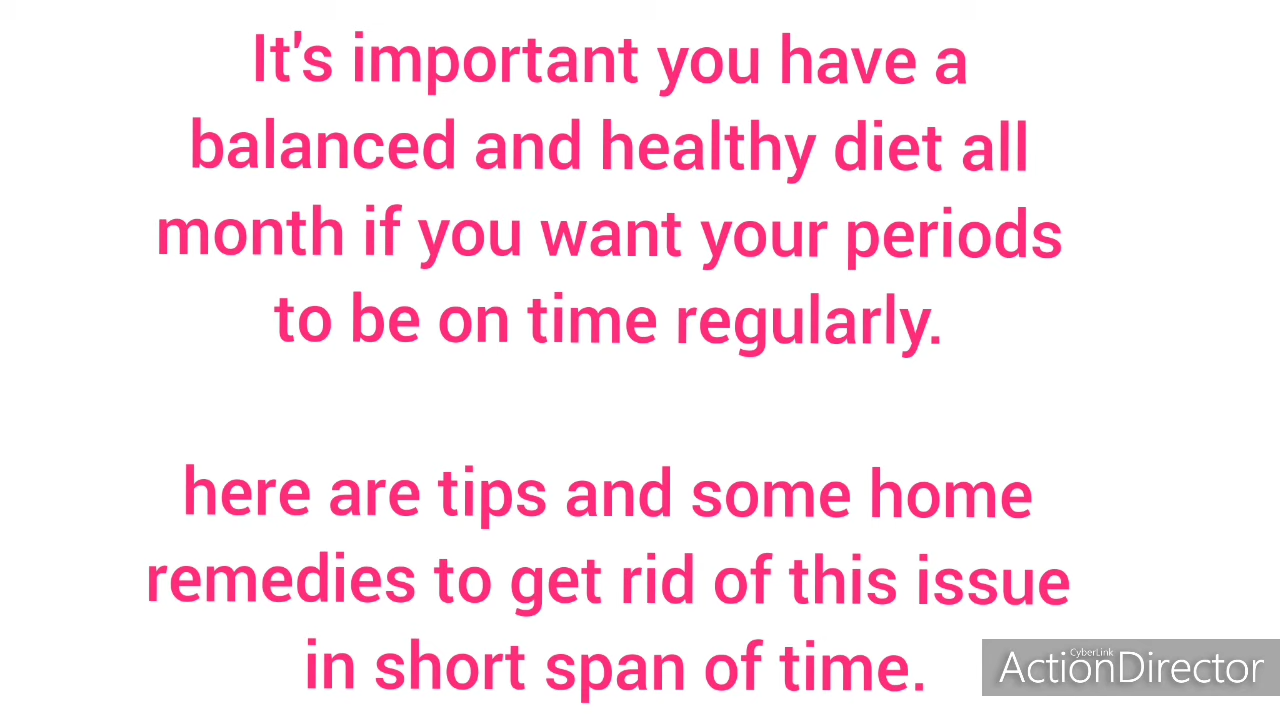 It's important you have a
balanced and healthy diet all
month if you want your periods
to be on time regularly.
here are tips and some home
remedies to get rid of this issue
in short span of time.
CyberLink
ActionDirector